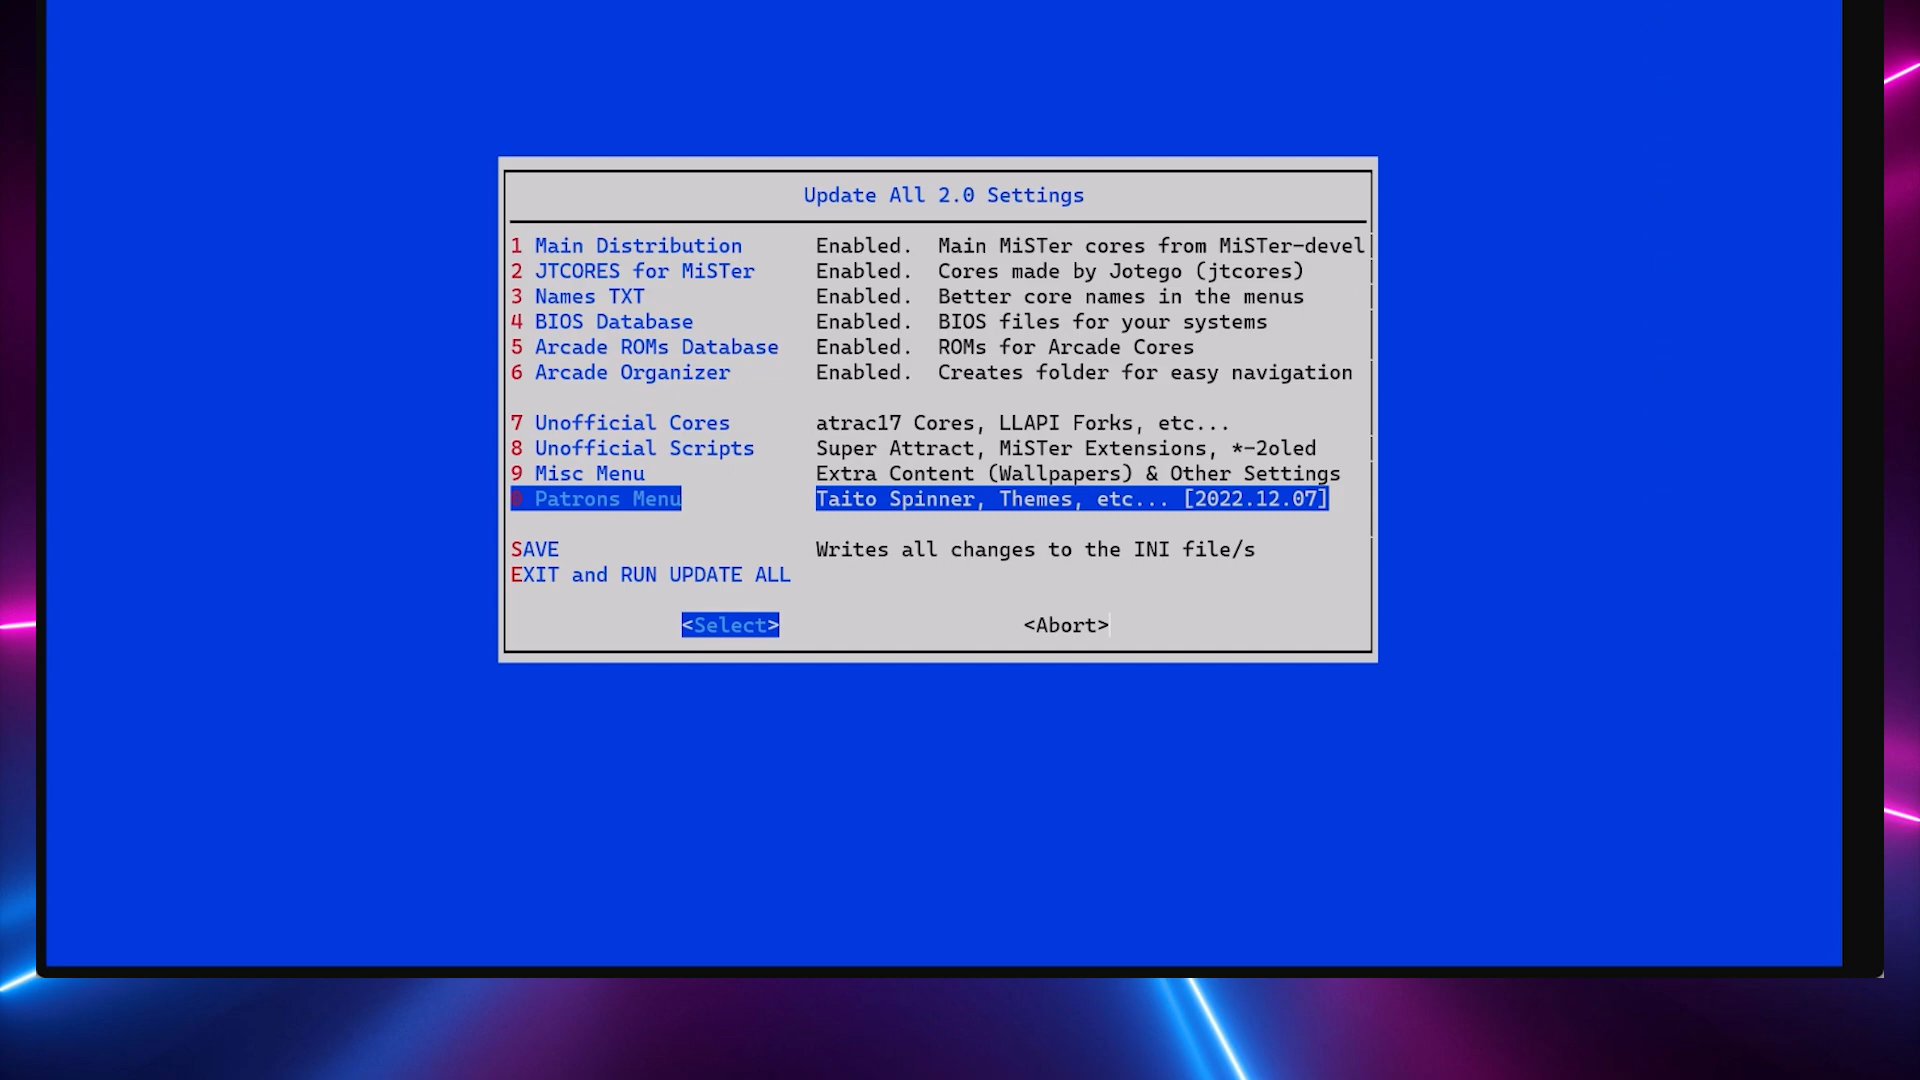 Update All 2.0 Settings
1 Main Distribution Enabled. Main MiSTer cores from MiSTer-devel
2 JTCORES for MiSTer Enabled. Cores made by Jotego (jtcores)
3 Names TXT Enabled. Better core names in the menus
4 BIOS Database Enabled. BIOS files for your systems
5 Arcade ROMs Database Enabled. ROMs for Arcade Cores
6 Arcade Organizer Enabled. Creates folder for easy navigation
7 Unofficial Cores atrac17 Cores, LLAPI Forks, etc...
8 Unofficial Scripts Super Attract, MiSTer Extensions, *-2oled
9 Misc Menu Extra Content (Wallpapers) & Other Settings
0 Patrons Menu Taito Spinner, Themes, etc... [2022.12.07]
SAVE Writes all changes to the INI file/s
EXIT and RUN UPDATE ALL
<Select> <Abort>